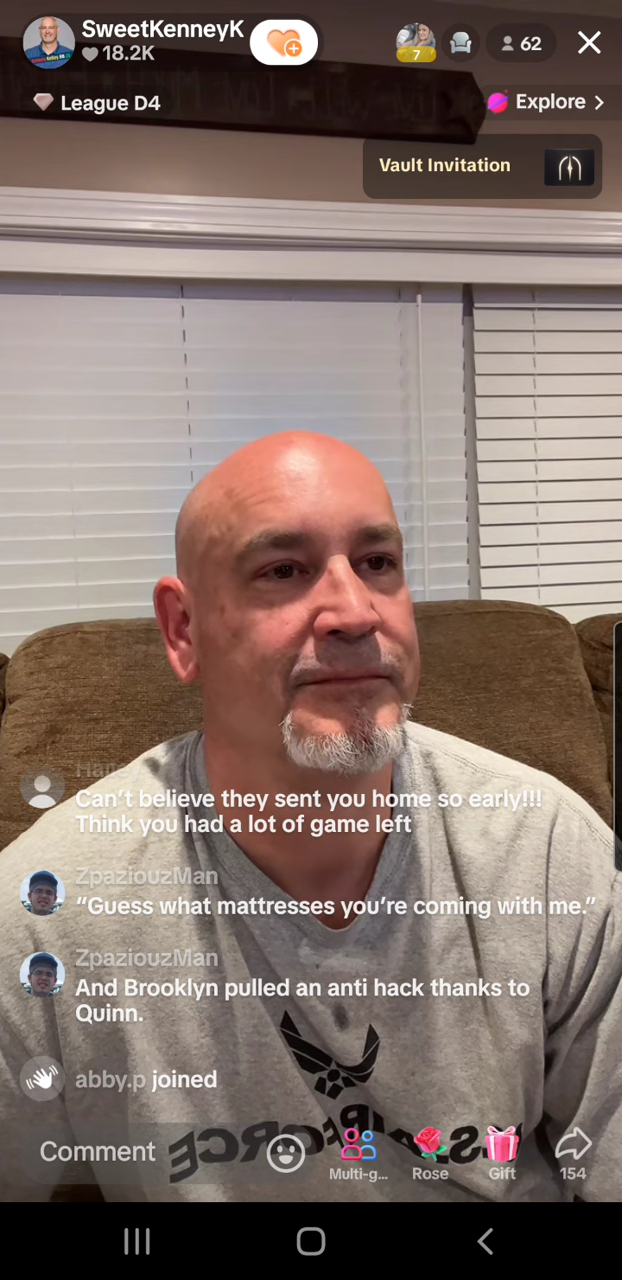 SweetKenneyK
18.2K
7
62
League D4
Explore
Vault Invitation
Can't believe they sent you home so early!!!
Think you had a lot of game left
ZpaziouzMan
“Guess what mattresses you're coming with me.”
ZpaziouzMan
And Brooklyn pulled an anti hack thanks to
Quinn.
abby.p joined
Comment
Multi-g...
Rose
Gift
154